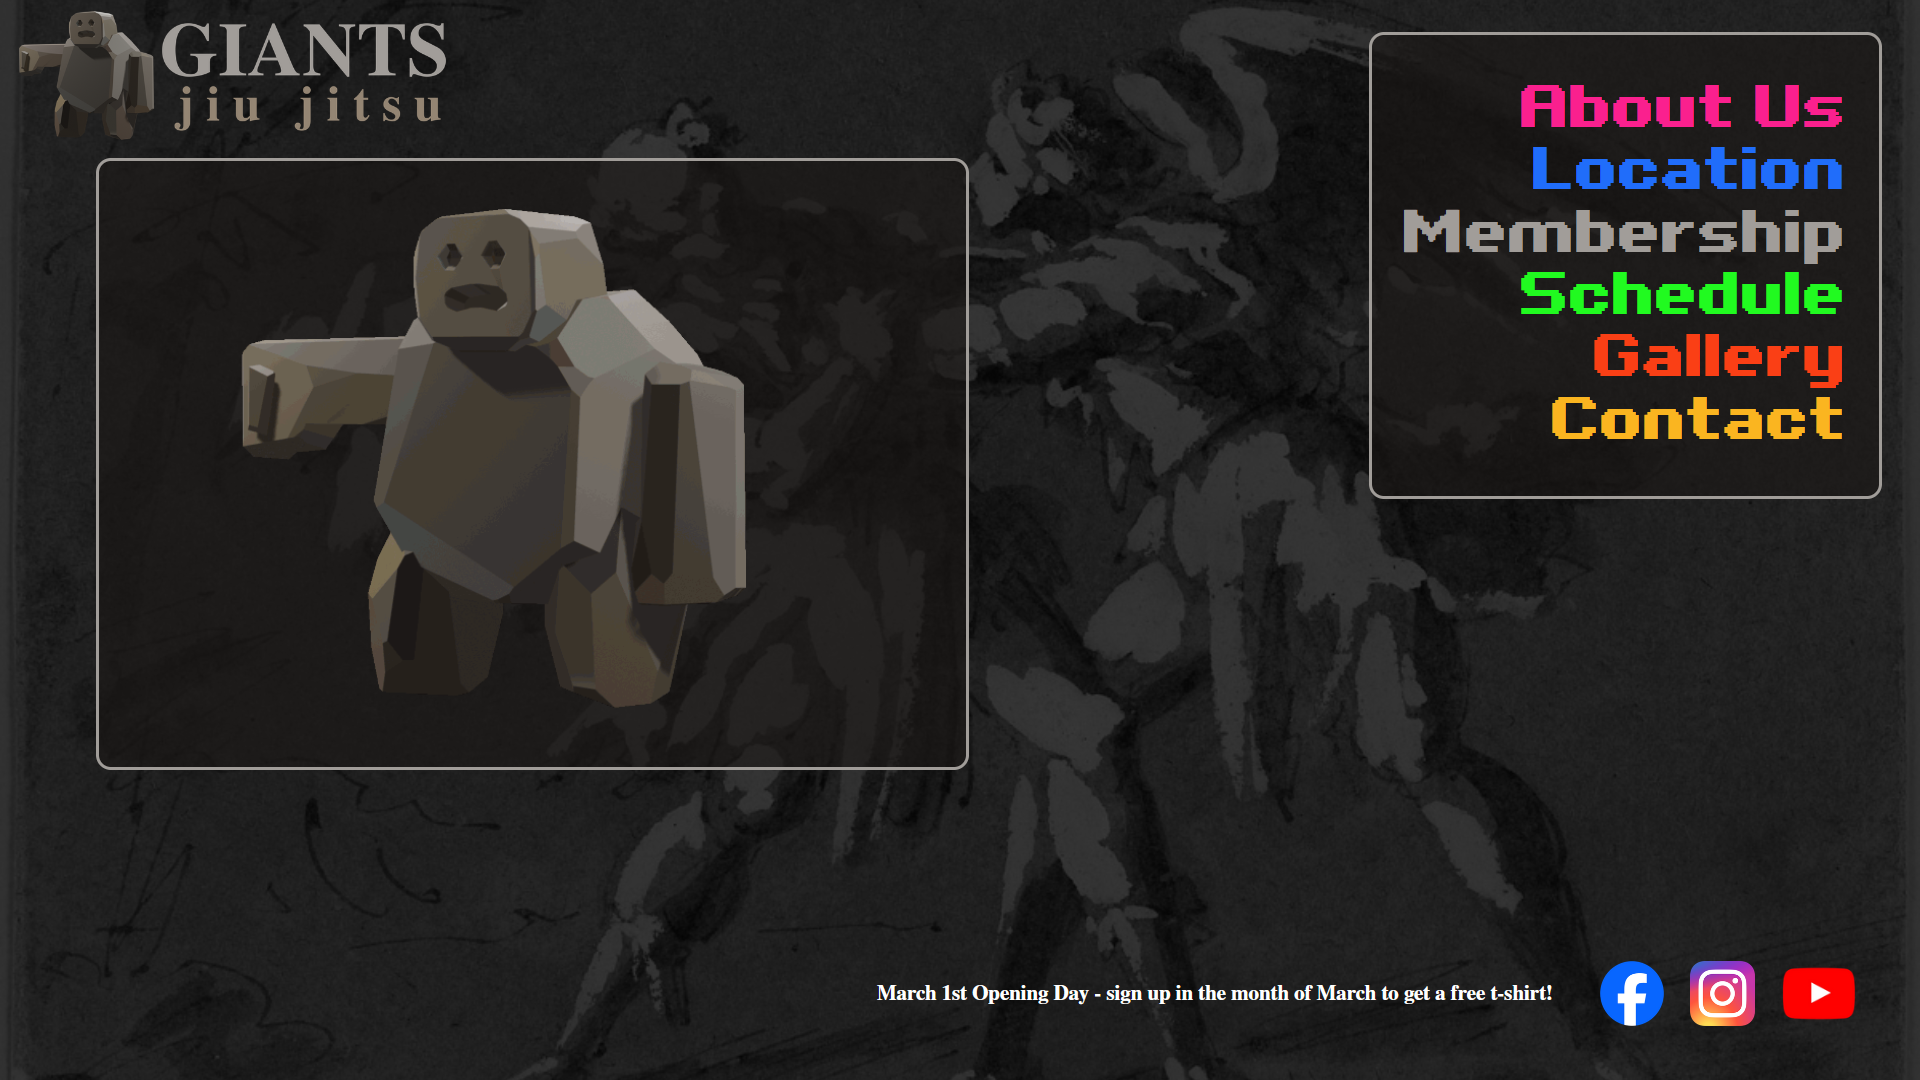 GIANTS
jiu jitsu
About Us
Location
Membership
Schedule
Gallery
Contact
March 1st Opening Day - sign up in the month of March to get a free t-shirt!